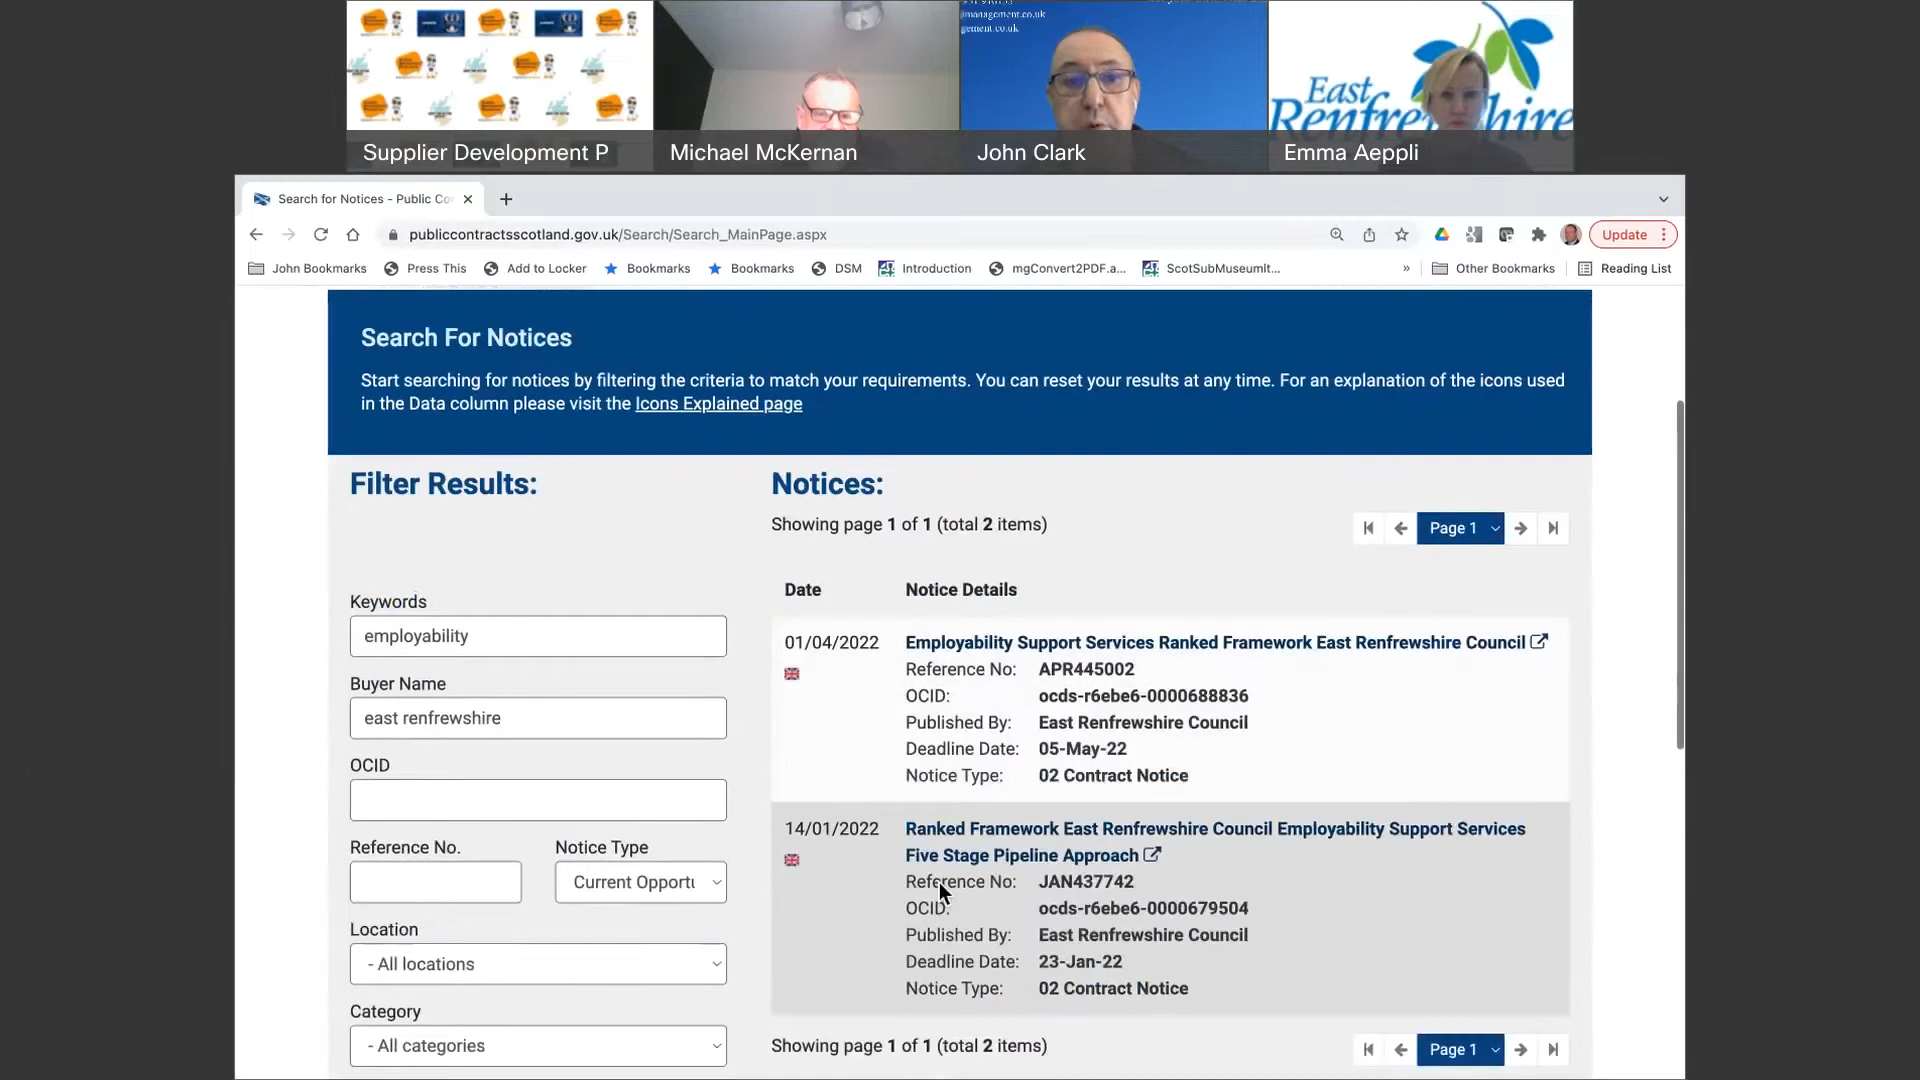 management.co.uk
gement.co.uk
East
Renfrewshire
Supplier Development P
Michael McKernan
John Clark
Emma Aeppli
Search for Notices - Public Co
publiccontractsscotland.gov.uk/Search/Search_MainPage.aspx
Update
John Bookmarks
Press This
Add to Locker
Bookmarks
Bookmarks
DSM
Introduction
mgConvert2PDF.a...
ScotSubMuseumIt...
»
Other Bookmarks
Reading List
Search For Notices
Start searching for notices by filtering the criteria to match your requirements. You can reset your results at any time. For an explanation of the icons used
in the Data column please visit the Icons Explained page
Filter Results:
Keywords
employability
Buyer Name
east renfrewshire
OCID
Reference No.
Notice Type
Current Opportu
Location
- All locations
Category
- All categories
Notices:
Showing page 1 of 1 (total 2 items)
Page 1
Date
Notice Details
01/04/2022
Employability Support Services Ranked Framework East Renfrewshire Council
Reference No: APR445002
OCID: ocds-r6ebe6-0000688836
Published By: East Renfrewshire Council
Deadline Date: 05-May-22
Notice Type: 02 Contract Notice
14/01/2022
Ranked Framework East Renfrewshire Council Employability Support Services
Five Stage Pipeline Approach
Reference No: JAN437742
OCID: ocds-r6ebe6-0000679504
Published By: East Renfrewshire Council
Deadline Date: 23-Jan-22
Notice Type: 02 Contract Notice
Showing page 1 of 1 (total 2 items)
Page 1